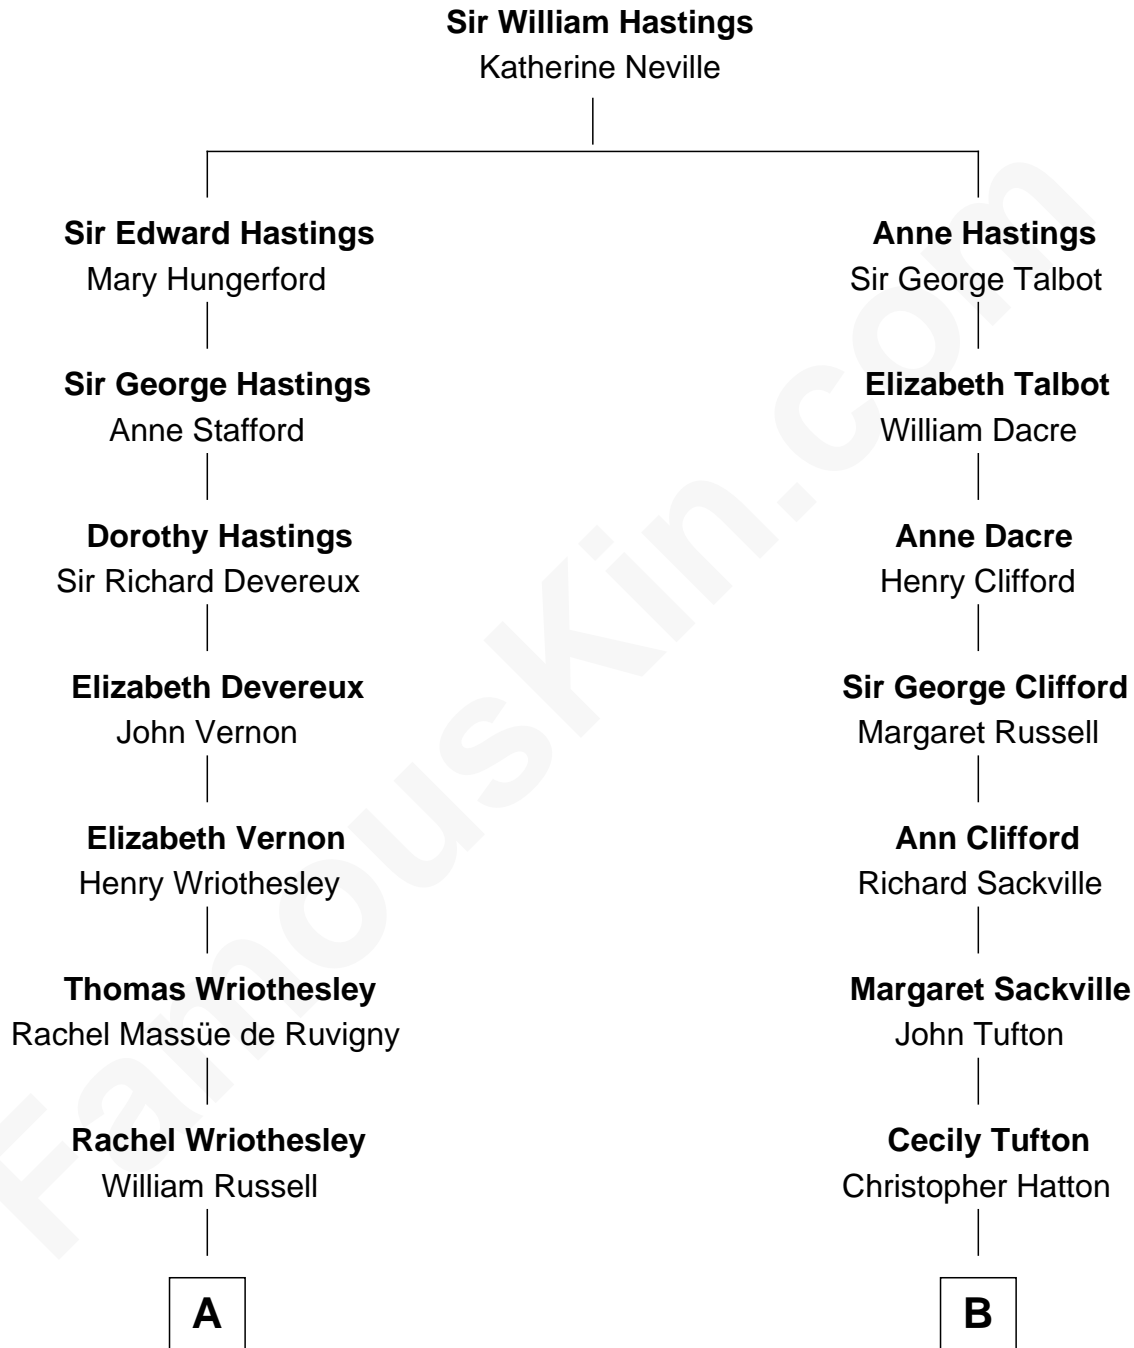 Sir William Hastings
Katherine Neville
Sir Edward Hastings
Mary Hungerford
Anne Hastings
Sir George Talbot
Sir George Hastings
Anne Stafford
Elizabeth Talbot
William Dacre
Dorothy Hastings
Sir Richard Devereux
Anne Dacre
Henry Clifford
Elizabeth Devereux
John Vernon
Sir George Clifford
Margaret Russell
Elizabeth Vernon
Henry Wriothesley
Ann Clifford
Richard Sackville
Thomas Wriothesley
Rachel Massüe de Ruvigny
Margaret Sackville
John Tufton
Rachel Wriothesley
William Russell
Cecily Tufton
Christopher Hatton
A
B
FamousKin.com